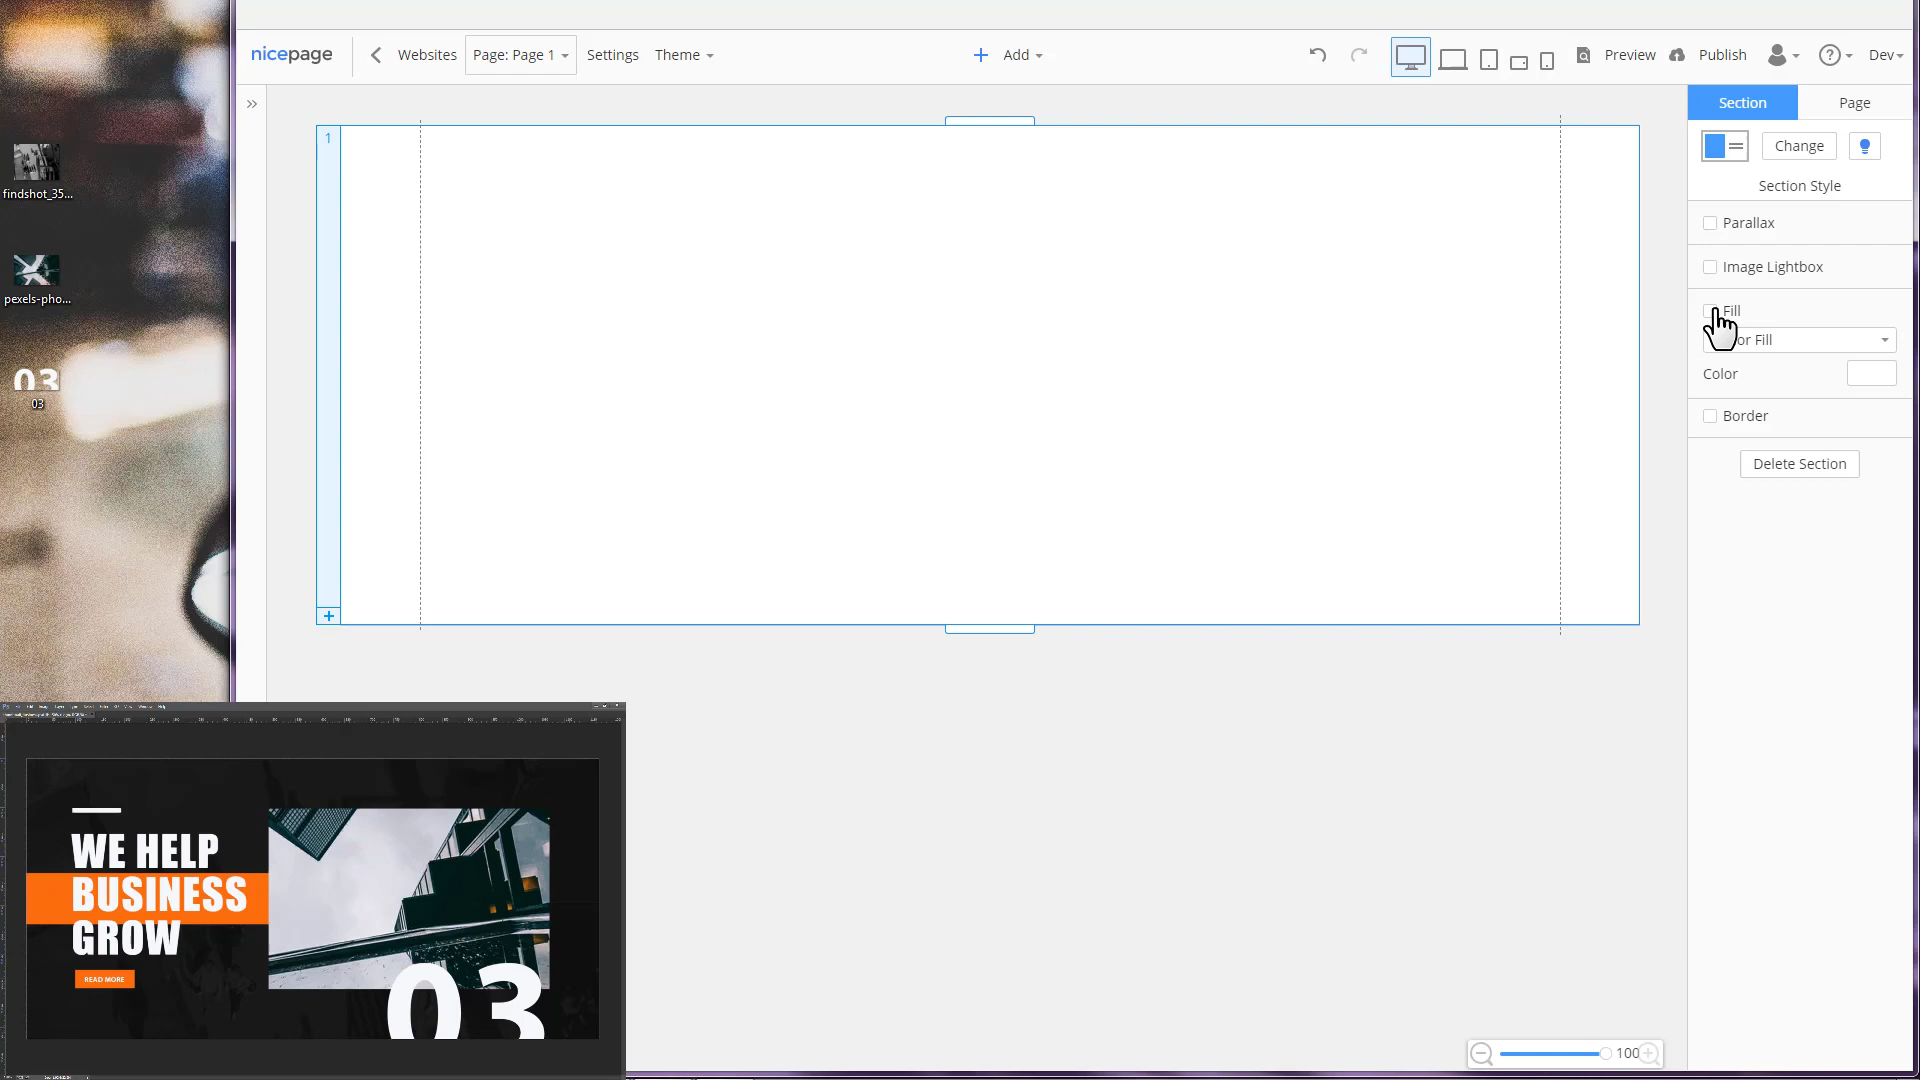 nicepage
Websites
Page: Page 1
Settings
Theme
Add
Preview
Publish
Dev
Section
Page
1
Change
Section Style
Parallax
Image Lightbox
Fill
or Fill
Color
Border
Delete Section
findshot_35...
pexels-pho...
03
03
WE HELP
BUSINESS
GROW
READ MORE
03
100